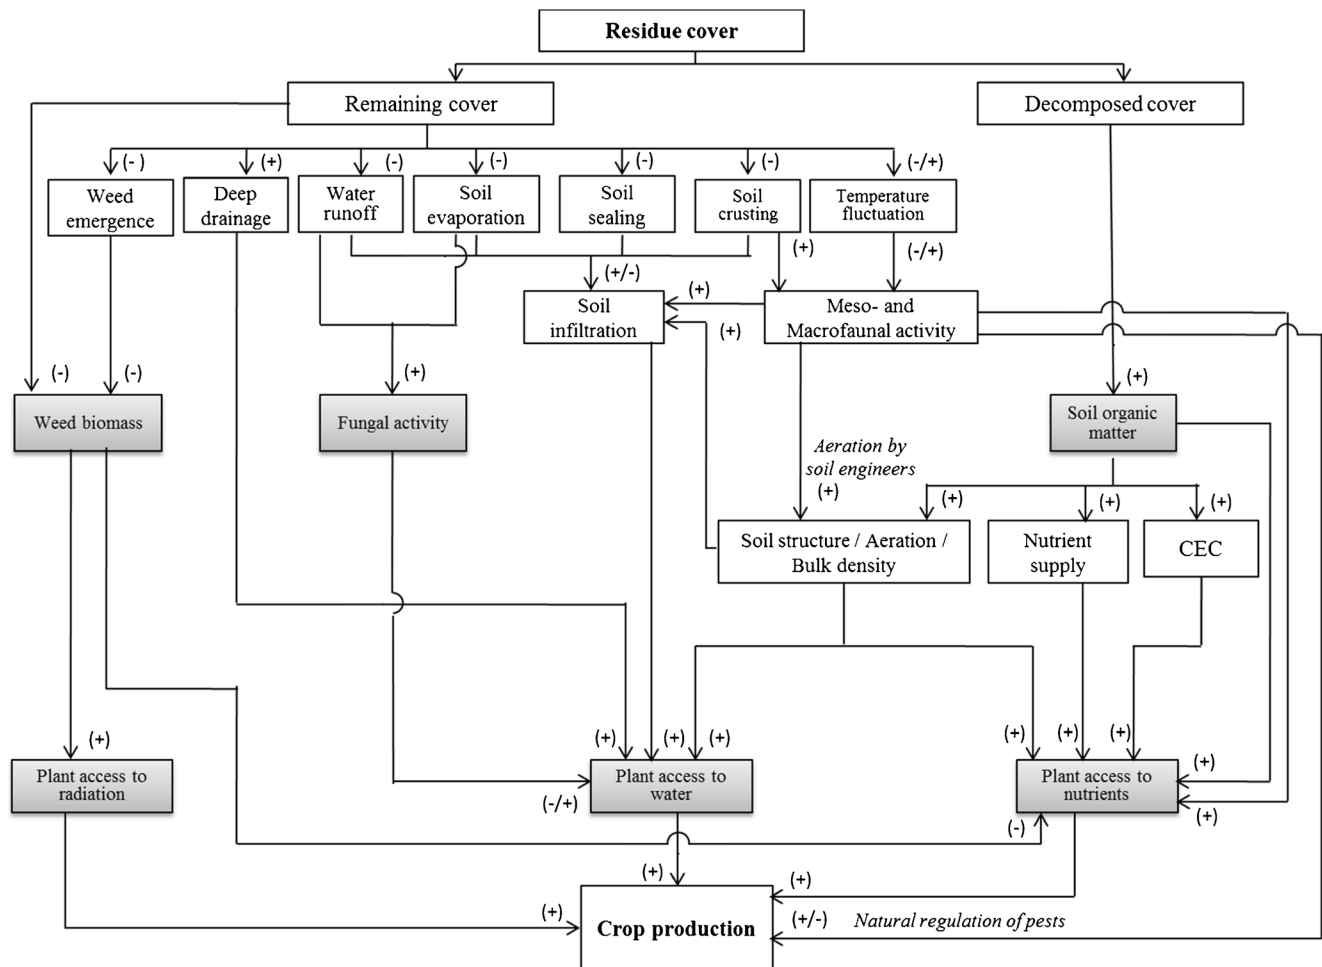 Residue cover
Remaining cover
Decomposed cover
(-)
(+)
(-)
(-)
(-)
(-)
(-/+)
Weed
emergence
Deep
drainage
Water
runoff
Soil
evaporation
Soil
sealing
Soil
crusting
Temperature
fluctuation
(+)
(-/+)
(+/-)
Soil
infiltration
(+)
(+)
Meso- and
Macrofaunal activity
(-)
(-)
(+)
(+)
Weed biomass
Fungal activity
Soil organic
matter
Aeration by
soil engineers
(+)
(+)
(+)
(+)
Soil structure / Aeration /
Bulk density
Nutrient
supply
CEC
(+)
(+)
(+)
(+)
(+)
(+)
(+)
Plant access to
radiation
(-/+)
Plant access to
water
Plant access to
nutrients
(+)
(+)
(-)
(+)
(+)
(+)
(+/-)
Natural regulation of pests
Crop production